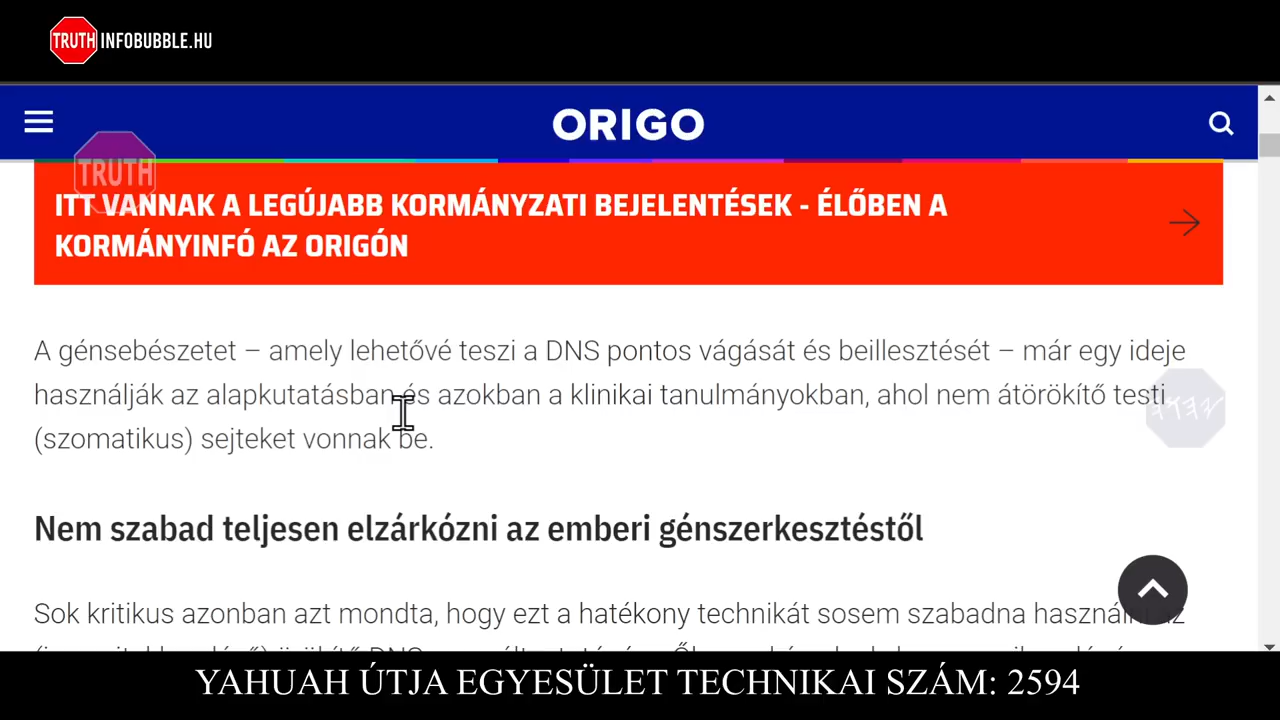 TRUTH INFOBUBBLE.HU
ORIGO
TRUTH
ITT VANNAK A LEGÚJABB KORMÁNYZATI BEJELENTÉSEK - ÉLŐBEN A
KORMÁNYINFÓ AZ ORIGÓN
A génsebészetet – amely lehetővé teszi a DNS pontos vágását és beillesztését – már egy ideje
használják az alapkutatásban és azokban a klinikai tanulmányokban, ahol nem átörökítő testi
(szomatikus) sejteket vonnak be.
Nem szabad teljesen elzárkózni az emberi génszerkesztéstől
Sok kritikus azonban azt mondta, hogy ezt a hatékony technikát sosem szabadna használni az
YAHUAH ÚTJA EGYESÜLET TECHNIKAI SZÁM: 2594